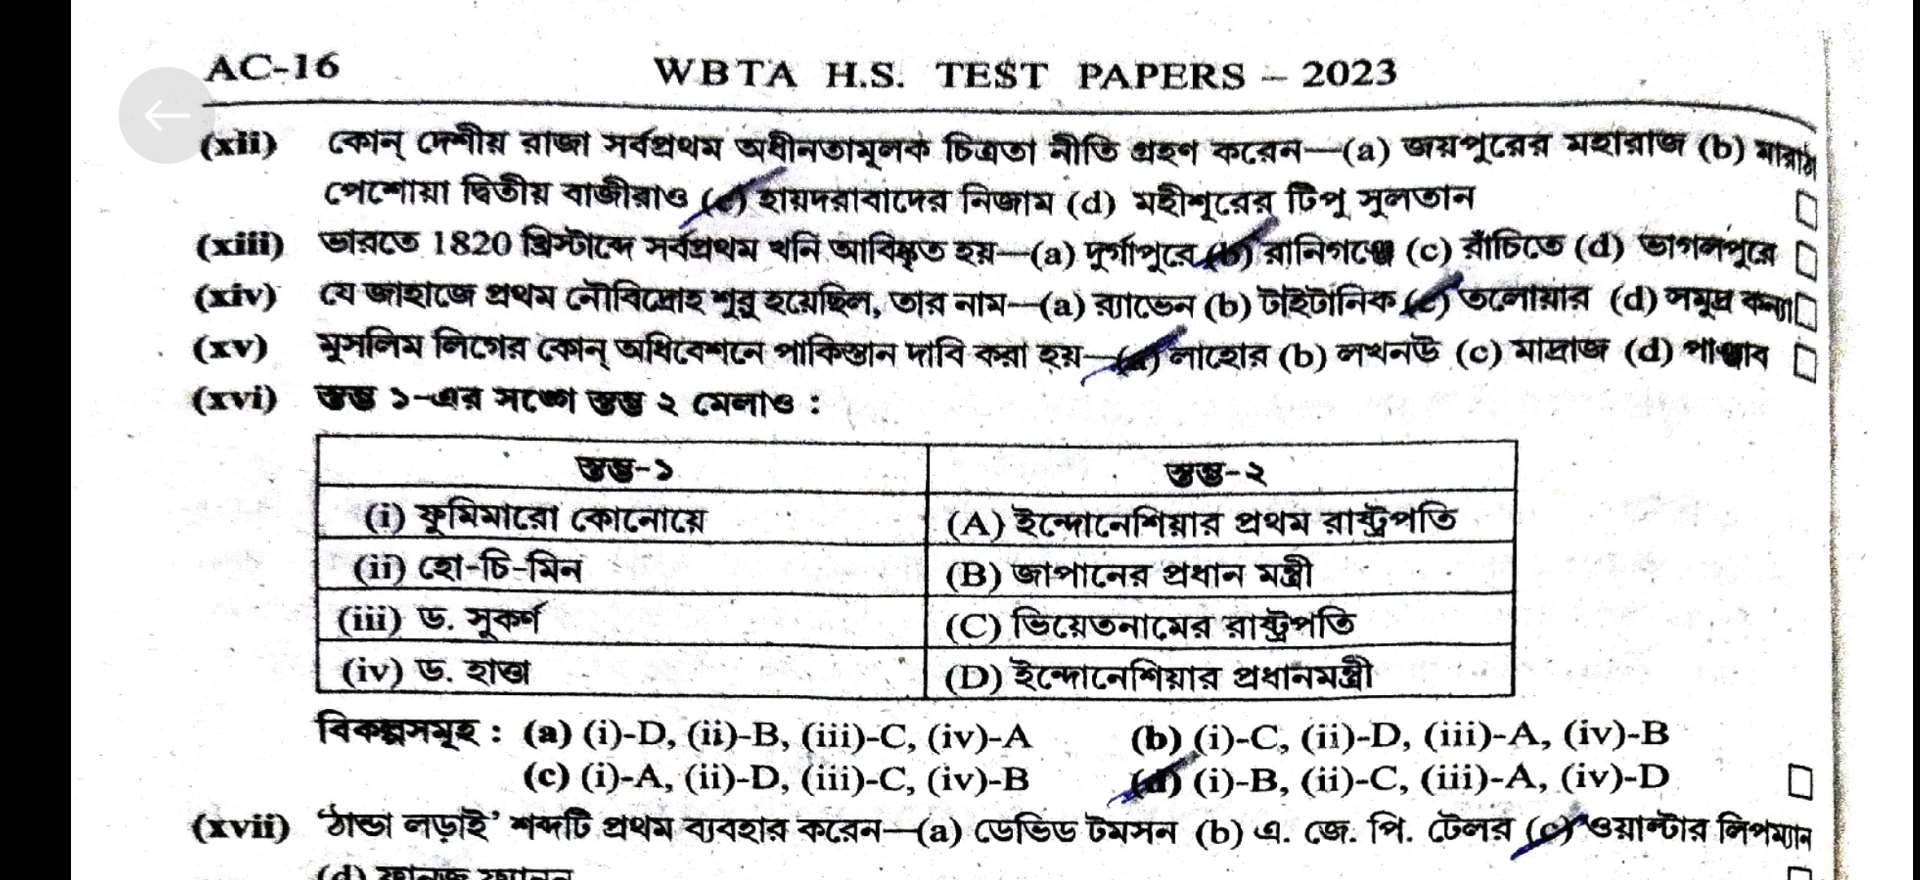 AC-16 WBTA H.S. TEST PAPERS – 2023
(xii) কোন্ দেশীয় রাজা সর্বপ্রথম অধীনতামূলক চিত্রতা নীতি গ্রহণ করেন—(a) জয়পুরের মহারাজ (b) মারাঠা
পেশোয়া দ্বিতীয় বাজীরাও (c) হায়দরাবাদের নিজাম (d) মহীশূরের টিপু সুলতান
(xiii) ভারতে 1820 খ্রিস্টাব্দে সর্বপ্রথম খনি আবিষ্কৃত হয়—(a) দুর্গাপুরে (b) রানিগঞ্জে (c) রাঁচিতে (d) ভাগলপুরে
(xiv) যে জাহাজে প্রথম নৌবিদ্রোহ শুরু হয়েছিল, তার নাম—(a) র‍্যাভেন (b) টাইটানিক (c) তলোয়ার (d) সমুদ্র কন্যা
(xv) মুসলিম লিগের কোন্ অধিবেশনে পাকিস্তান দাবি করা হয়—(a) লাহোর (b) লখনউ (c) মাদ্রাজ (d) পাঞ্জাব
(xvi) স্তম্ভ ১-এর সঙ্গে স্তম্ভ ২ মেলাও :
স্তম্ভ-১ স্তম্ভ-২
(i) ফুমিমারো কোনোয়ে (A) ইন্দোনেশিয়ার প্রথম রাষ্ট্রপতি
(ii) হো-চি-মিন (B) জাপানের প্রধান মন্ত্রী
(iii) ড. সুকর্ণ (C) ভিয়েতনামের রাষ্ট্রপতি
(iv) ড. হাত্তা (D) ইন্দোনেশিয়ার প্রধানমন্ত্রী
বিকল্পসমূহ : (a) (i)-D, (ii)-B, (iii)-C, (iv)-A (b) (i)-C, (ii)-D, (iii)-A, (iv)-B
(c) (i)-A, (ii)-D, (iii)-C, (iv)-B (d) (i)-B, (ii)-C, (iii)-A, (iv)-D
(xvii) ‘ঠান্ডা লড়াই’ শব্দটি প্রথম ব্যবহার করেন—(a) ডেভিড টমসন (b) এ. জে. পি. টেলর (c) ওয়াল্টার লিপম্যান